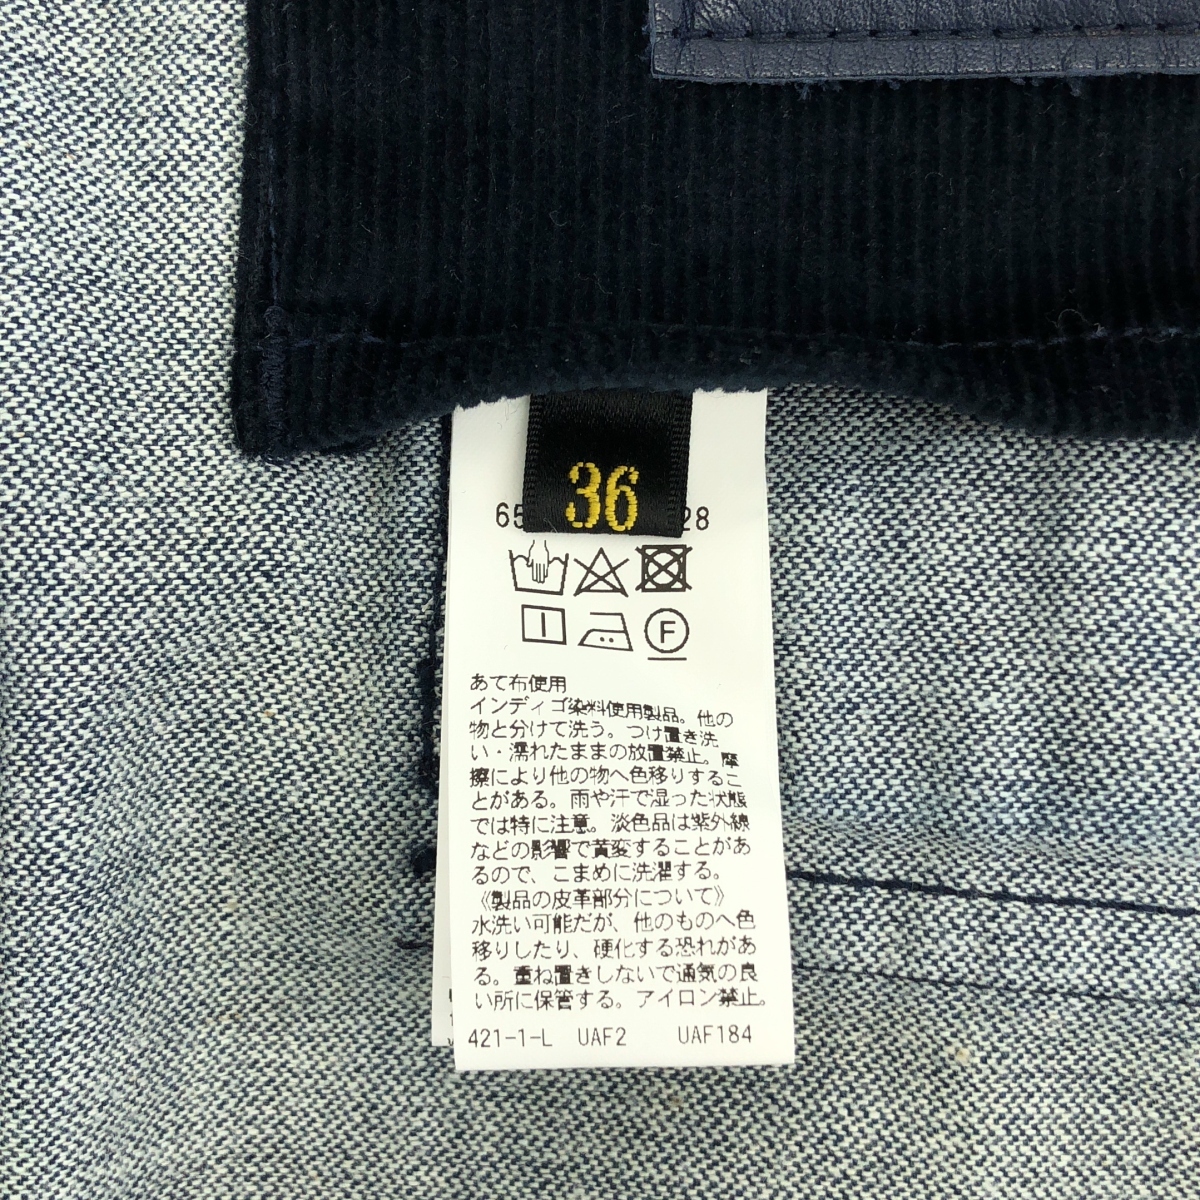 36
65 28
F
あて布使用
インディゴ染料使用製品。他の
物と分けて洗う。つけ置き洗
い・濡れたままの放置禁止。摩
擦により他の物へ色移りするこ
とがある。雨や汗で湿った状態
では特に注意。淡色品は紫外線
などの影響で黄変することがあ
るので、こまめに洗濯する。
《製品の皮革部分について》
水洗い可能だが、他のものへ色
移りしたり、硬化する恐れがあ
る。重ね置きしないで通気の良
い所に保管する。アイロン禁止。
421-1-L UAF2 UAF184